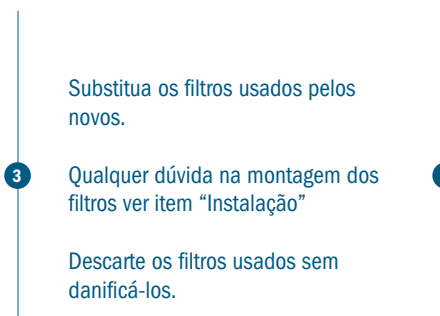 Substitua os filtros usados pelos
novos.
3
Qualquer dúvida na montagem dos
filtros ver item “Instalação”
Descarte os filtros usados sem
danificá-los.